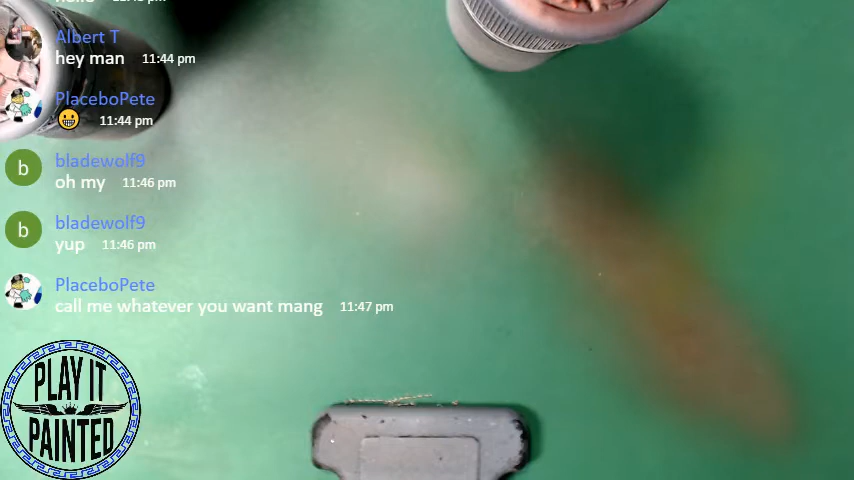 Albert T
hey man 11:44 pm
PlaceboPete
😀 11:44 pm
b
bladewolf9
oh my 11:46 pm
b
bladewolf9
yup 11:46 pm
PlaceboPete
call me whatever you want mang 11:47 pm
PLAY IT
PAINTED